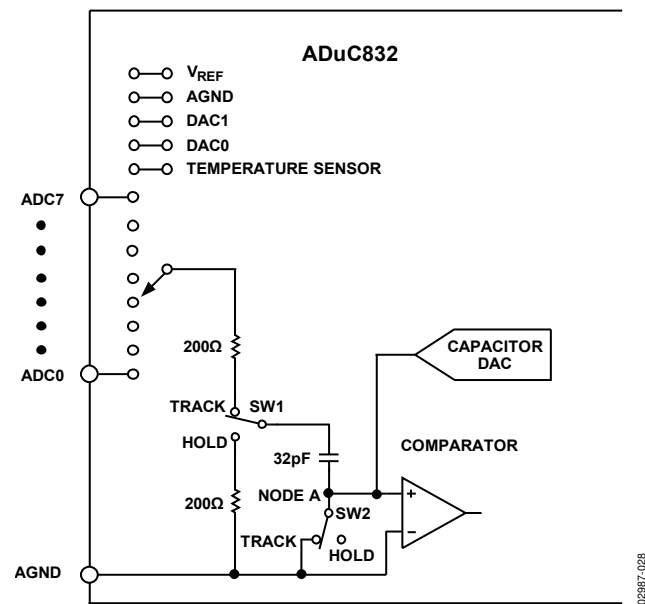 ADuC832
VREF
AGND
DAC1
DAC0
TEMPERATURE SENSOR
ADC7
ADC0
200Ω
CAPACITOR
DAC
TRACK
SW1
HOLD
COMPARATOR
32pF
NODE A
+
200Ω
SW2
−
TRACK
HOLD
AGND
02987-028